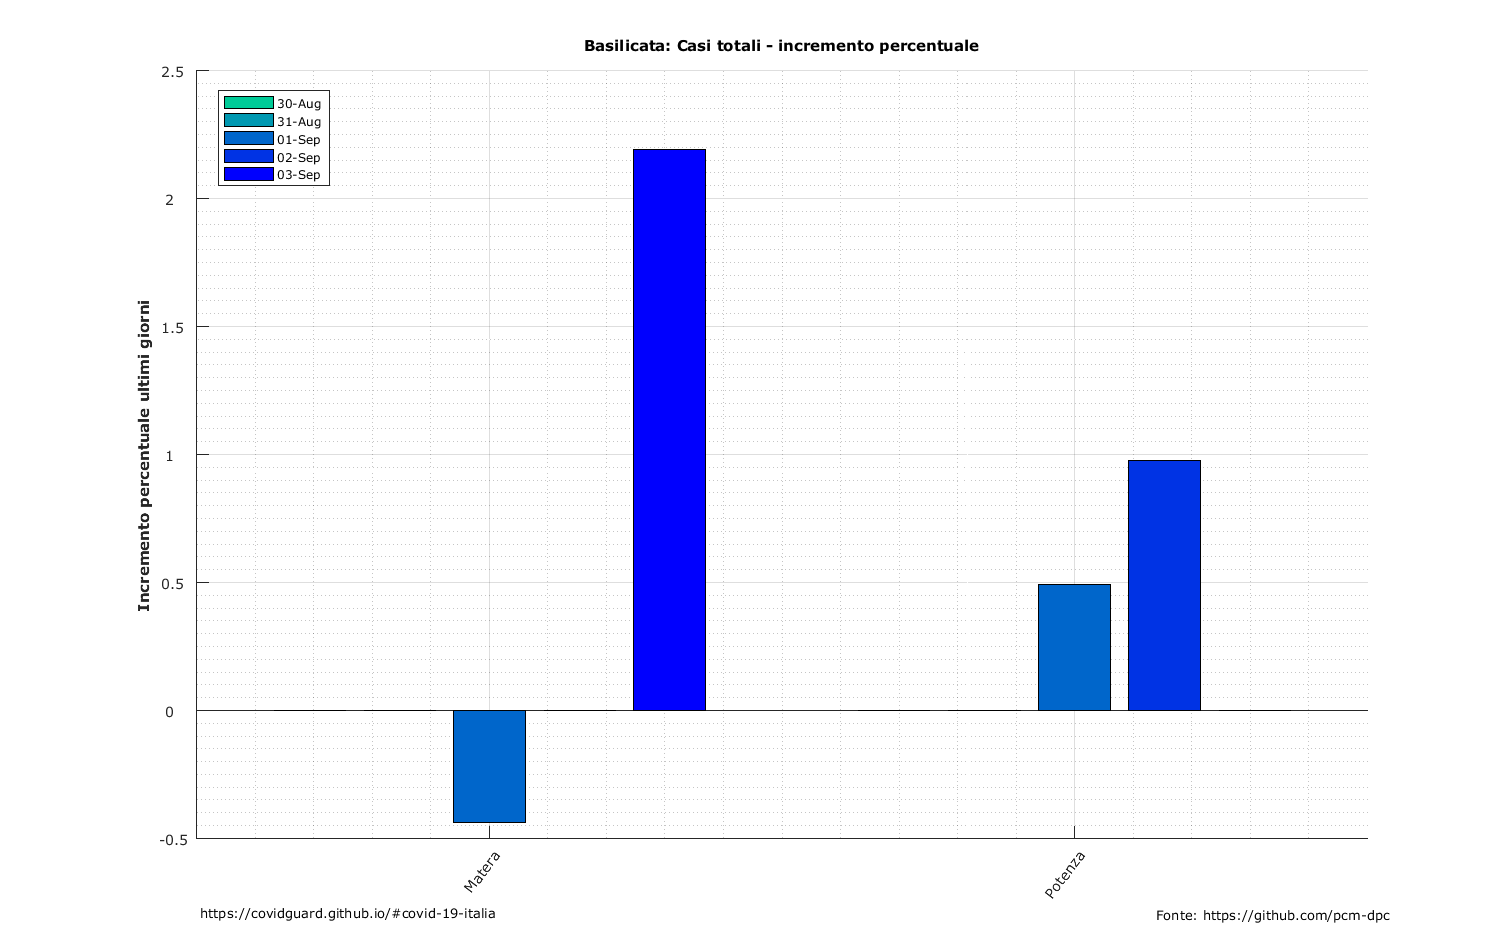 Basilicata: Casi totali - incremento percentuale
Incremento percentuale ultimi giorni
2.5
2
1.5
1
0.5
0
-0.5
30-Aug
31-Aug
01-Sep
02-Sep
03-Sep
Matera
Potenza
https://covidguard.github.io/#covid-19-italia
Fonte: https://github.com/pcm-dpc